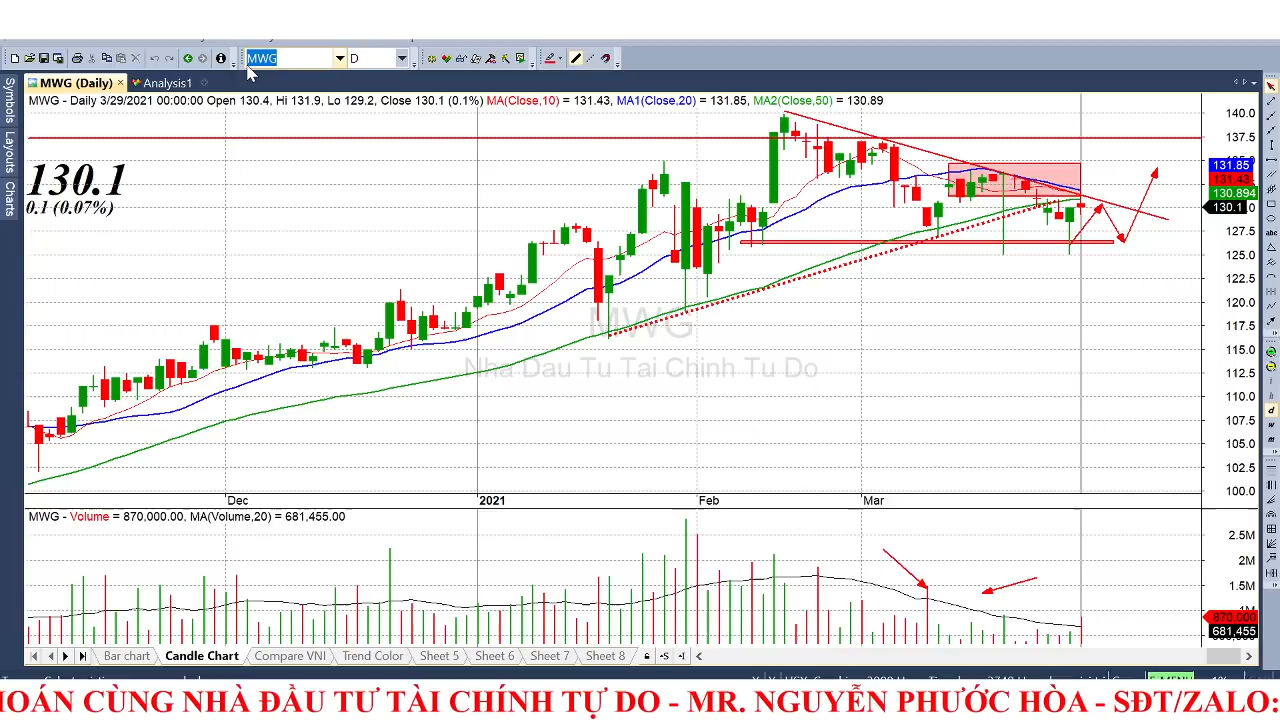 MWG
D
Symbols
Layouts
Charts
MWG (Daily)
Analysis1
MWG - Daily 3/29/2021 00:00:00 Open 130.4, Hi 131.9, Lo 129.2, Close 130.1 (0.1%) MA(Close,10) = 131.43, MA1(Close,20) = 131.85, MA2(Close,50) = 130.89
130.1
0.1 (0.07%)
140.0
137.5
131.85
131.43
130.894
130.1
127.5
125.0
122.5
120.0
117.5
115.0
112.5
110.0
107.5
105.0
102.5
100.0
MWG
Nha Dau Tu Tai Chinh Tu Do
Dec
2021
Feb
Mar
MWG - Volume = 870,000.00, MA(Volume,20) = 681,455.00
2.5M
2M
1.5M
1M
870,000
681,455
Bar chart
Candle Chart
Compare VNI
Trend Color
Sheet 5
Sheet 6
Sheet 7
Sheet 8
HOÁN CÙNG NHÀ ĐẦU TƯ TÀI CHÍNH TỰ DO - MR. NGUYỄN PHƯỚC HÒA - SĐT/ZALO: